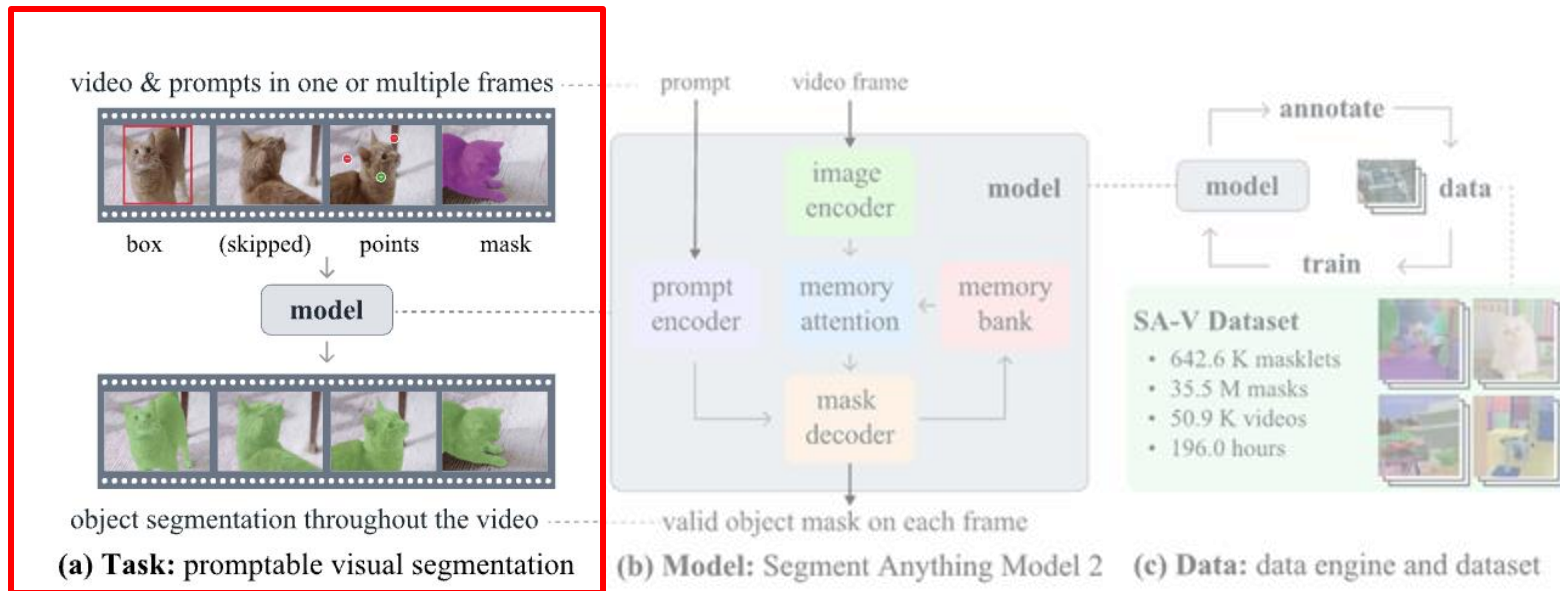 video & prompts in one or multiple frames
box (skipped) points mask
model
object segmentation throughout the video
(a) Task: promptable visual segmentation
prompt video frame
image
encoder
model
prompt
encoder
memory
attention
memory
bank
mask
decoder
valid object mask on each frame
(b) Model: Segment Anything Model 2
annotate
model
data
train
SA-V Dataset
• 642.6 K masklets
• 35.5 M masks
• 50.9 K videos
• 196.0 hours
(c) Data: data engine and dataset